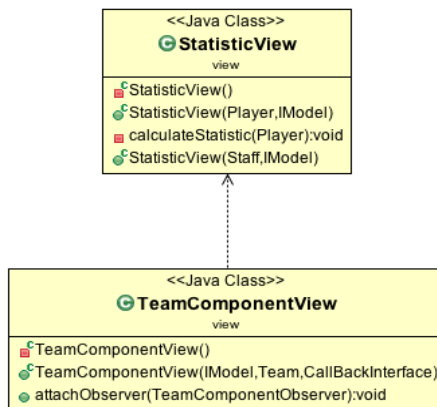 <<Java Class>>
StatisticView
view
StatisticView()
StatisticView(Player,IModel)
calculateStatistic(Player):void
StatisticView(Staff,IModel)
<<Java Class>>
TeamComponentView
view
TeamComponentView()
TeamComponentView(IModel,Team,CallBackInterface)
attachObserver(TeamComponentObserver):void